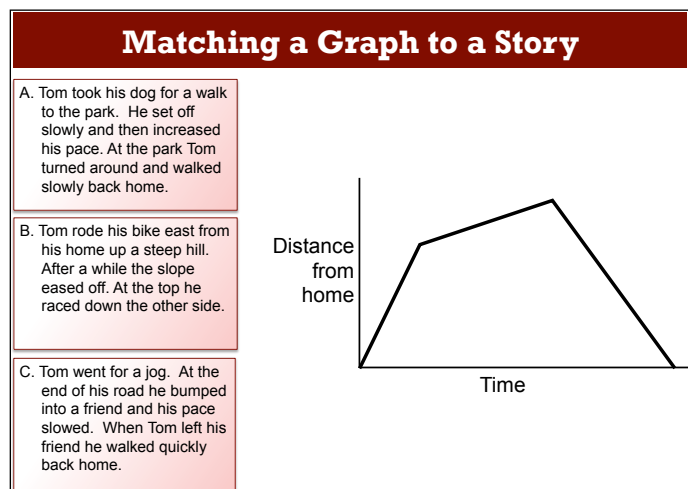 Matching a Graph to a Story
A. Tom took his dog for a walk
to the park. He set off
slowly and then increased
his pace. At the park Tom
turned around and walked
slowly back home.
B. Tom rode his bike east from
his home up a steep hill.
After a while the slope
eased off. At the top he
raced down the other side.
C. Tom went for a jog. At the
end of his road he bumped
into a friend and his pace
slowed. When Tom left his
friend he walked quickly
back home.
Distance
from
home
Time